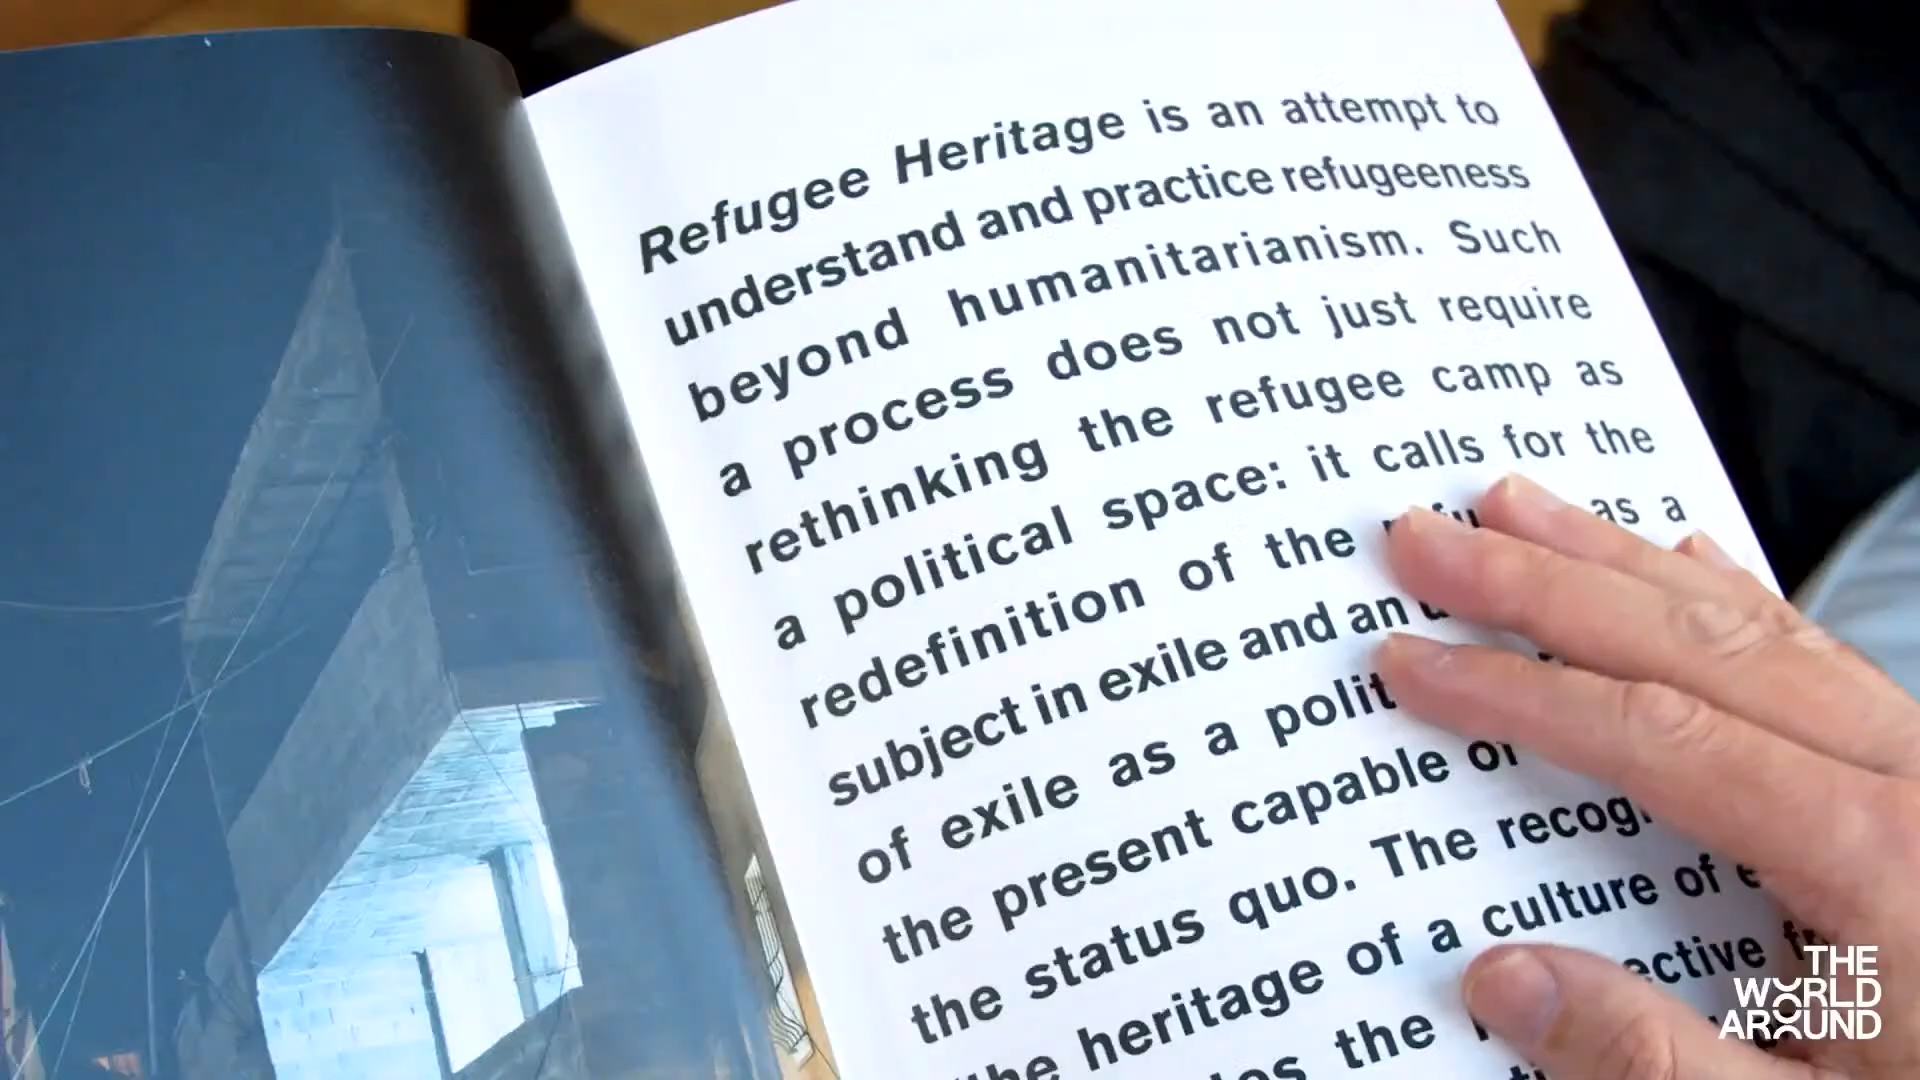 Refugee Heritage is an attempt to
understand and practice refugeeness
beyond humanitarianism. Such
a process does not just require
rethinking the refugee camp as
a political space: it calls for the
redefinition of the as a
subject in exile and an
of exile as a
the present capable of
the status quo. The
the heritage of a culture of
the
THE
WORLD
AROUND